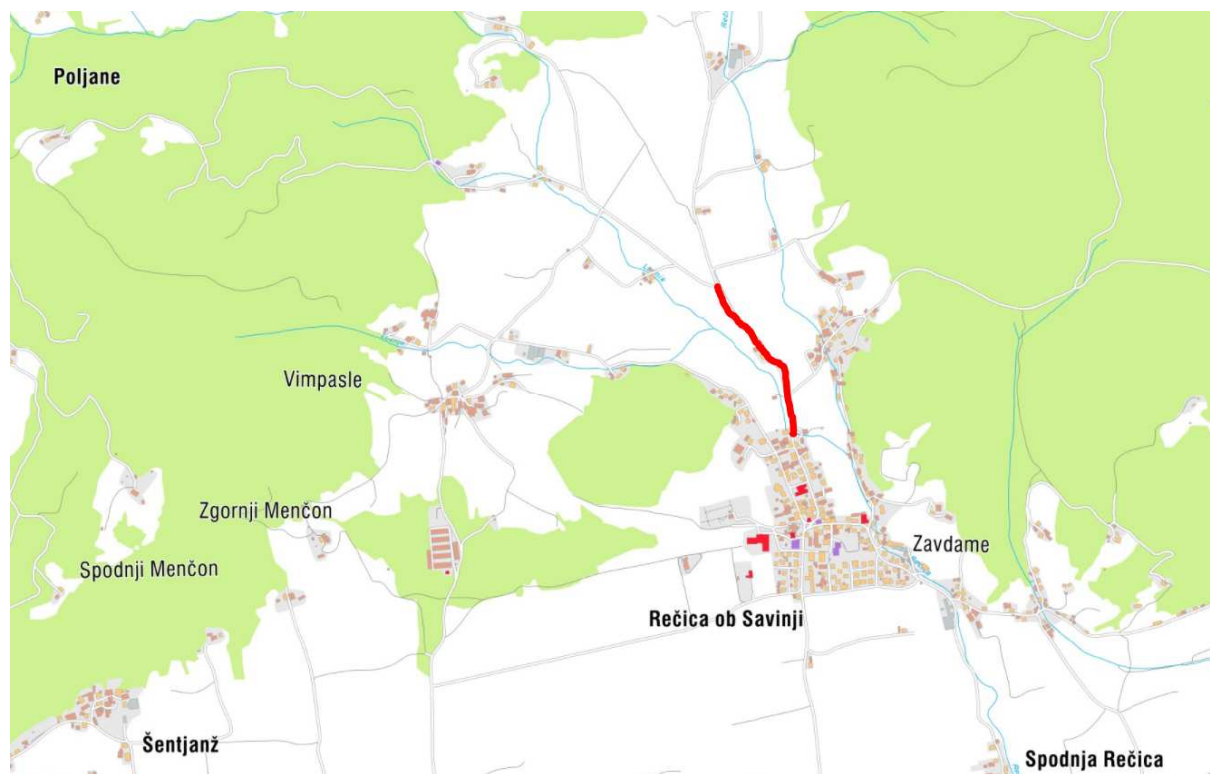 Poljane
Vimpasle
Zgornji Menčon
Spodnji Menčon
Zavdame
Rečica ob Savinji
Šentjanž
Spodnja Rečica